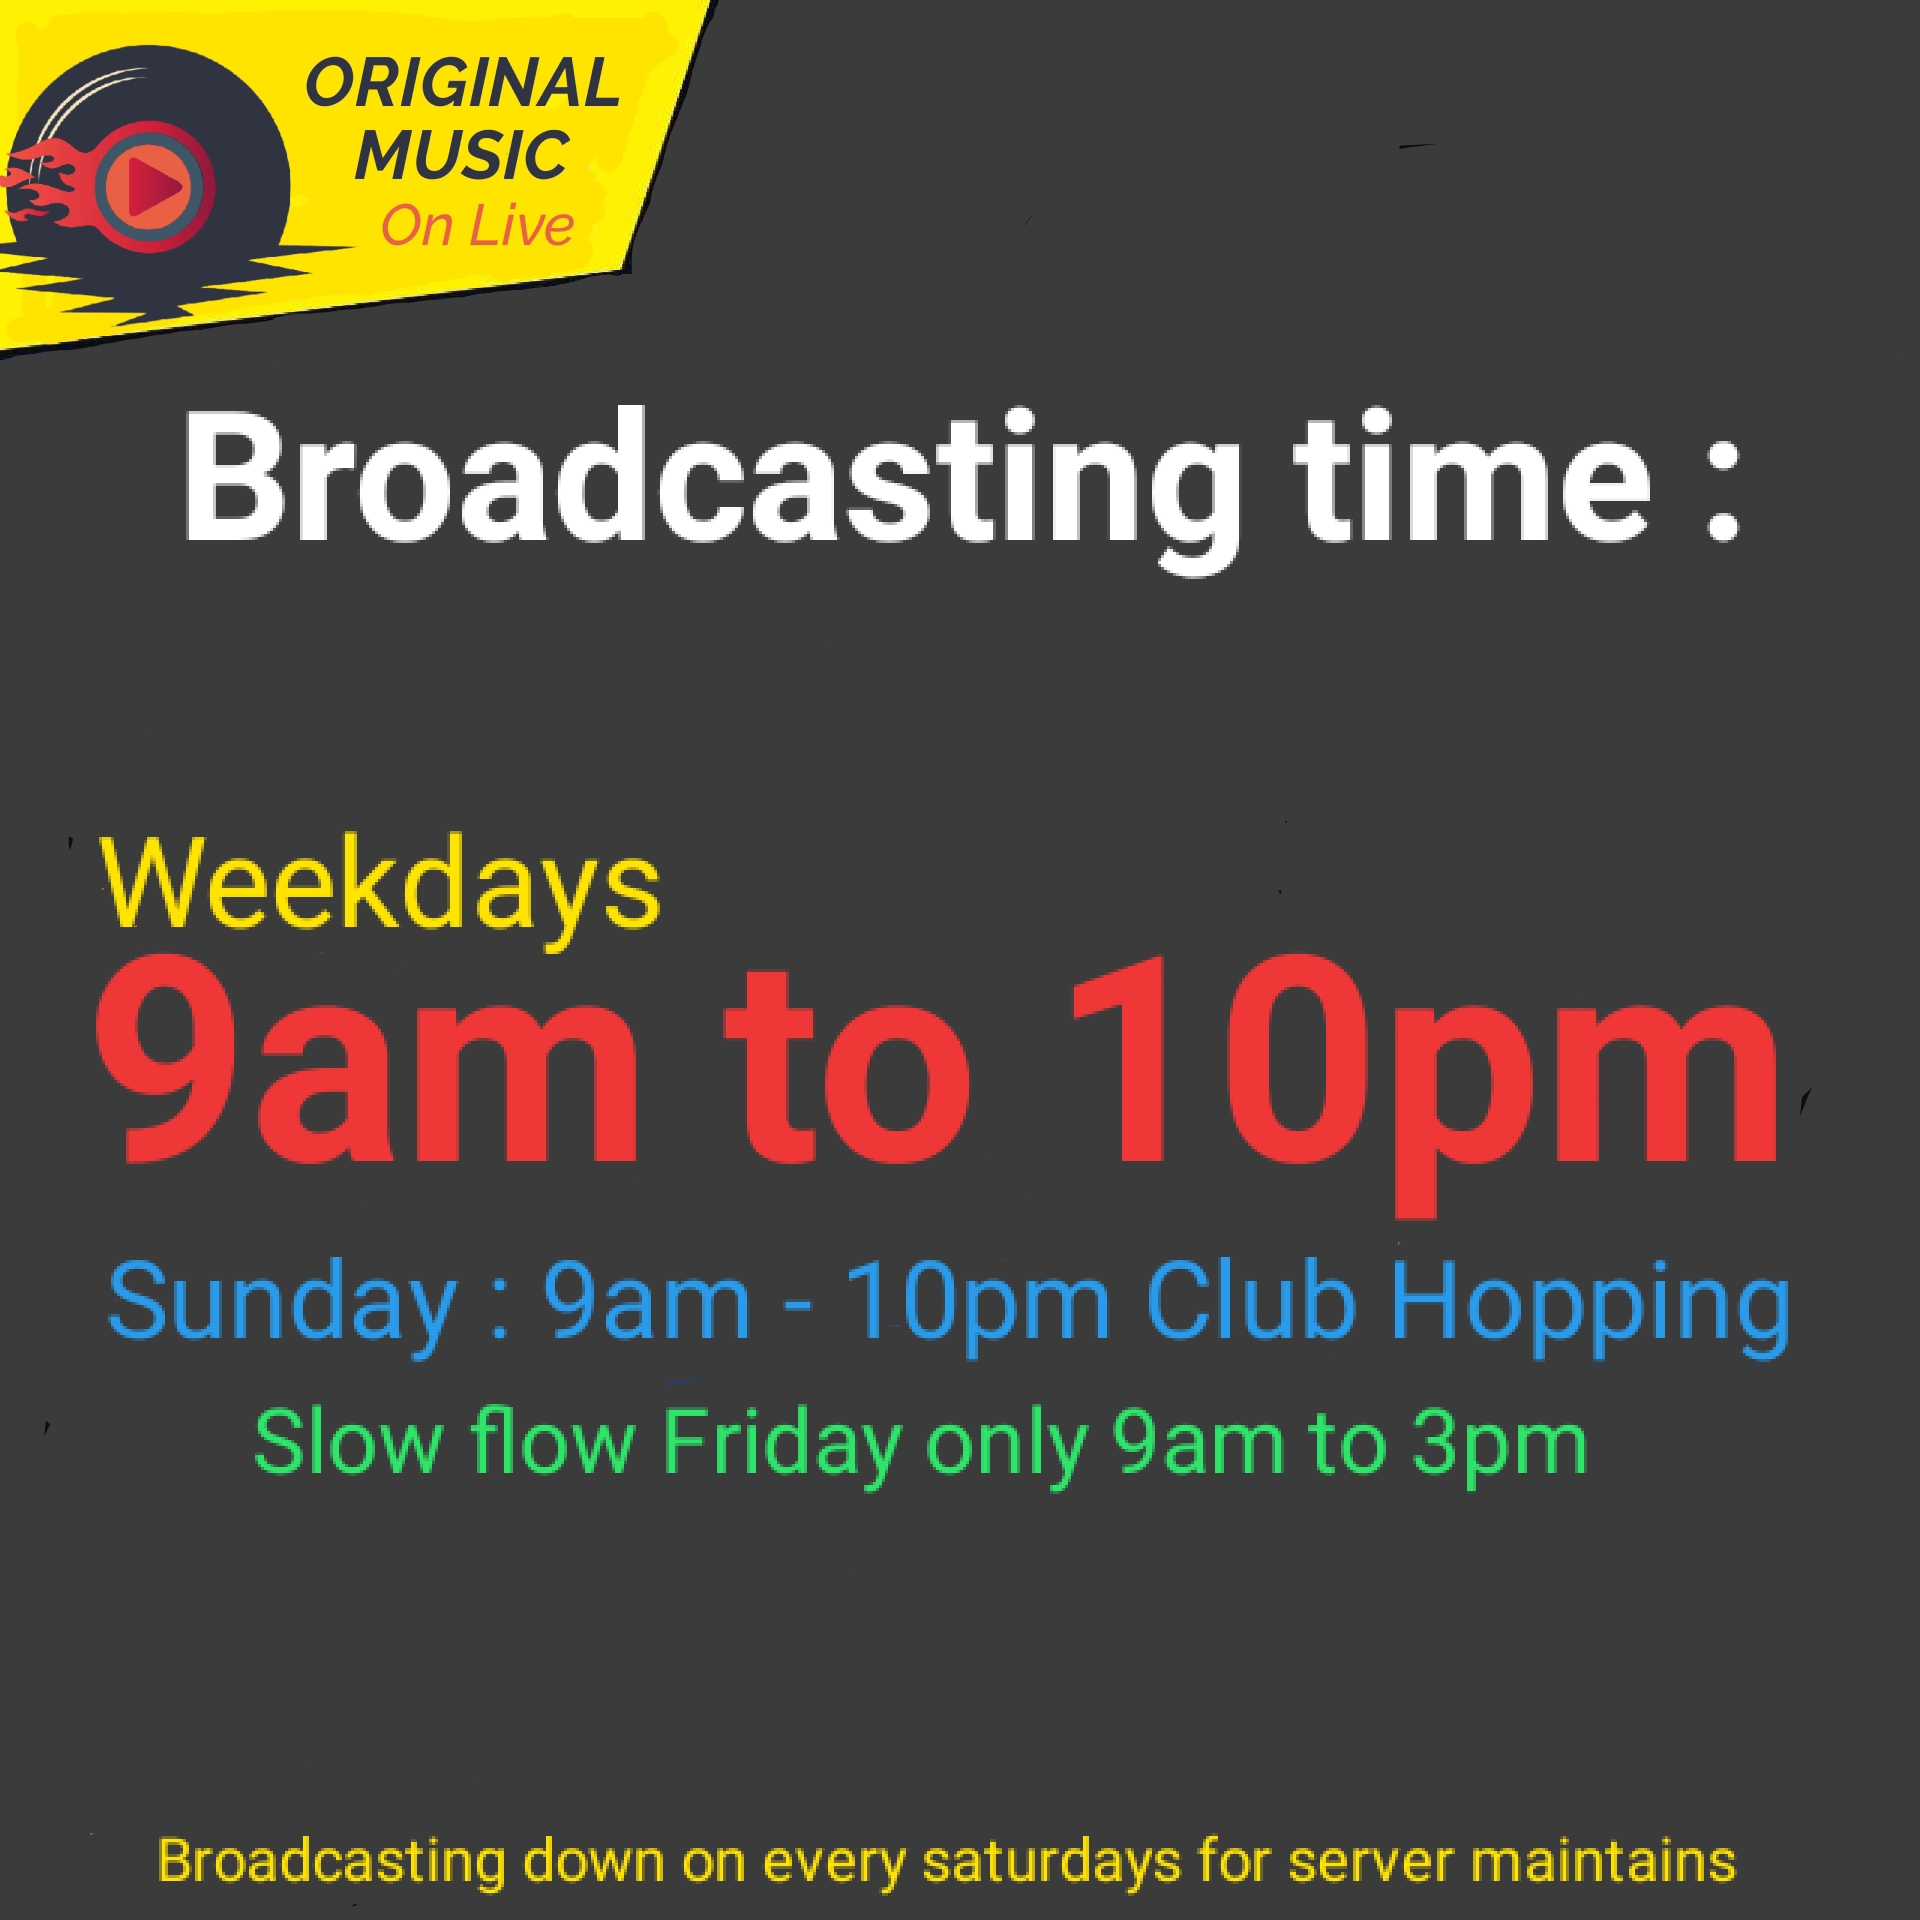 ORIGINAL
MUSIC
On Live
Broadcasting time :
Weekdays
9am to 10pm
Sunday : 9am - 10pm Club Hopping
Slow flow Friday only 9am to 3pm
Broadcasting down on every saturdays for server maintains